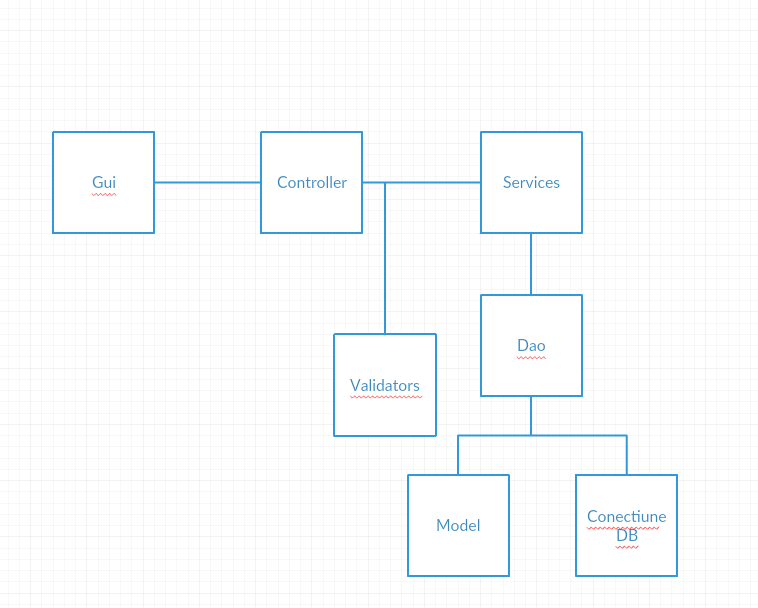 Gui
Controller
Services
Dao
Validators
Model
Conectiune
DB